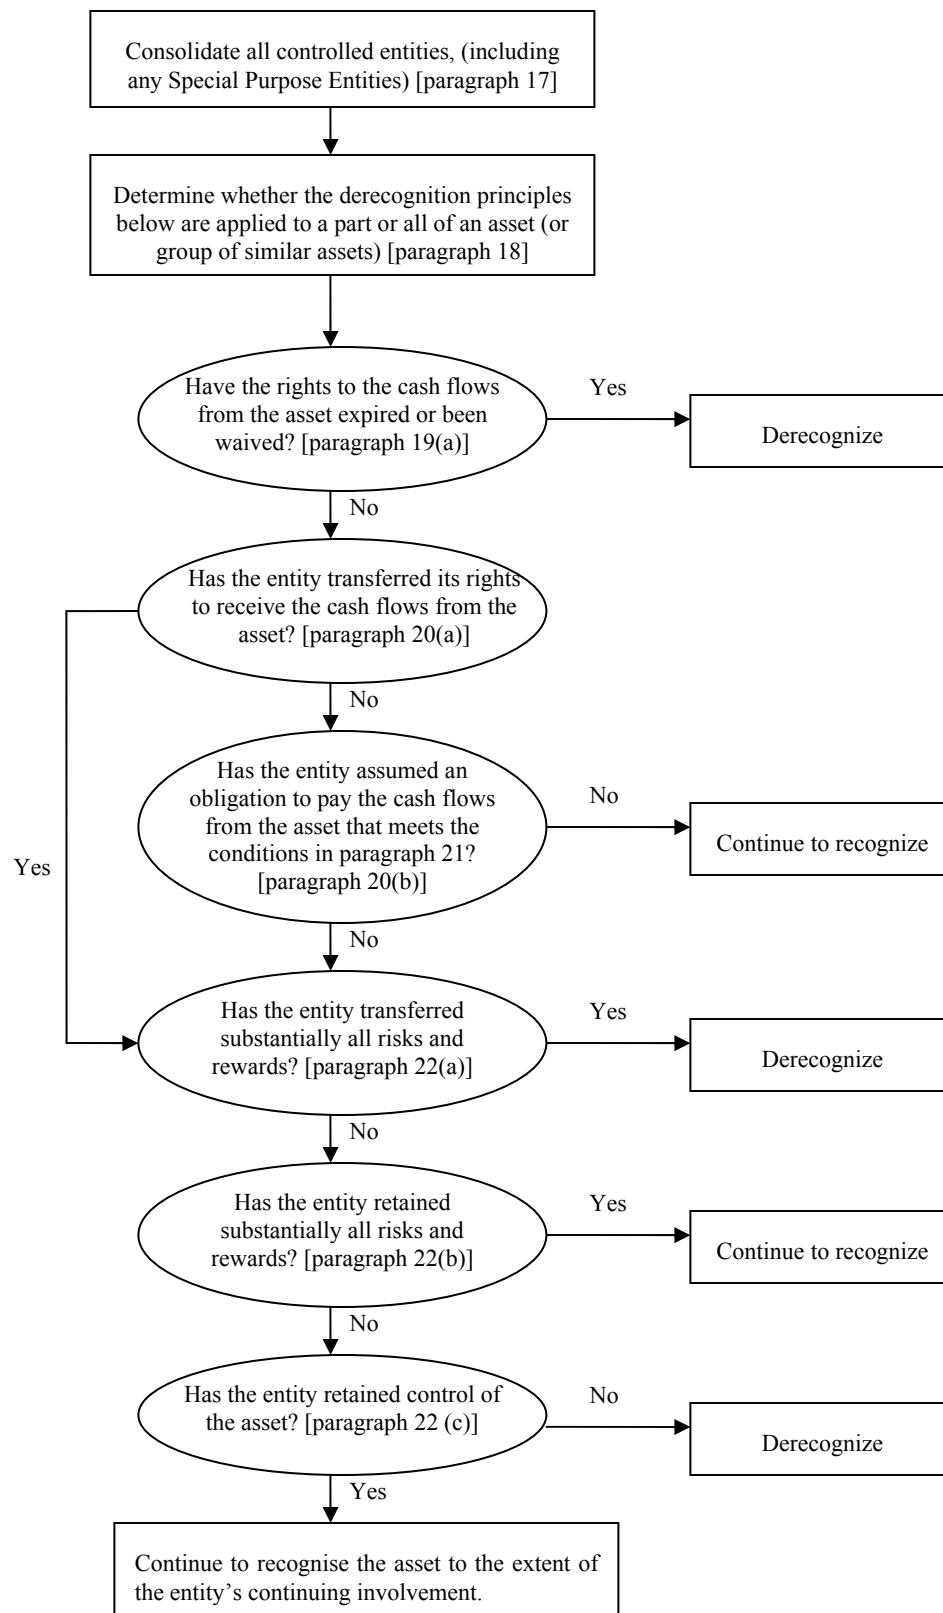 Consolidate all controlled entities, (including
any Special Purpose Entities) [paragraph 17]
Determine whether the derecognition principles
below are applied to a part or all of an asset (or
group of similar assets) [paragraph 18]
Have the rights to the cash flows
from the asset expired or been
waived? [paragraph 19(a)]
Yes
Derecognize
No
Has the entity transferred its rights
to receive the cash flows from the
asset? [paragraph 20(a)]
No
Yes
Has the entity assumed an
obligation to pay the cash flows
from the asset that meets the
conditions in paragraph 21?
[paragraph 20(b)]
No
Continue to recognize
No
Has the entity transferred
substantially all risks and
rewards? [paragraph 22(a)]
Yes
Derecognize
No
Has the entity retained
substantially all risks and
rewards? [paragraph 22(b)]
Yes
Continue to recognize
No
Has the entity retained control of
the asset? [paragraph 22 (c)]
No
Derecognize
Yes
Continue to recognise the asset to the extent of
the entity’s continuing involvement.